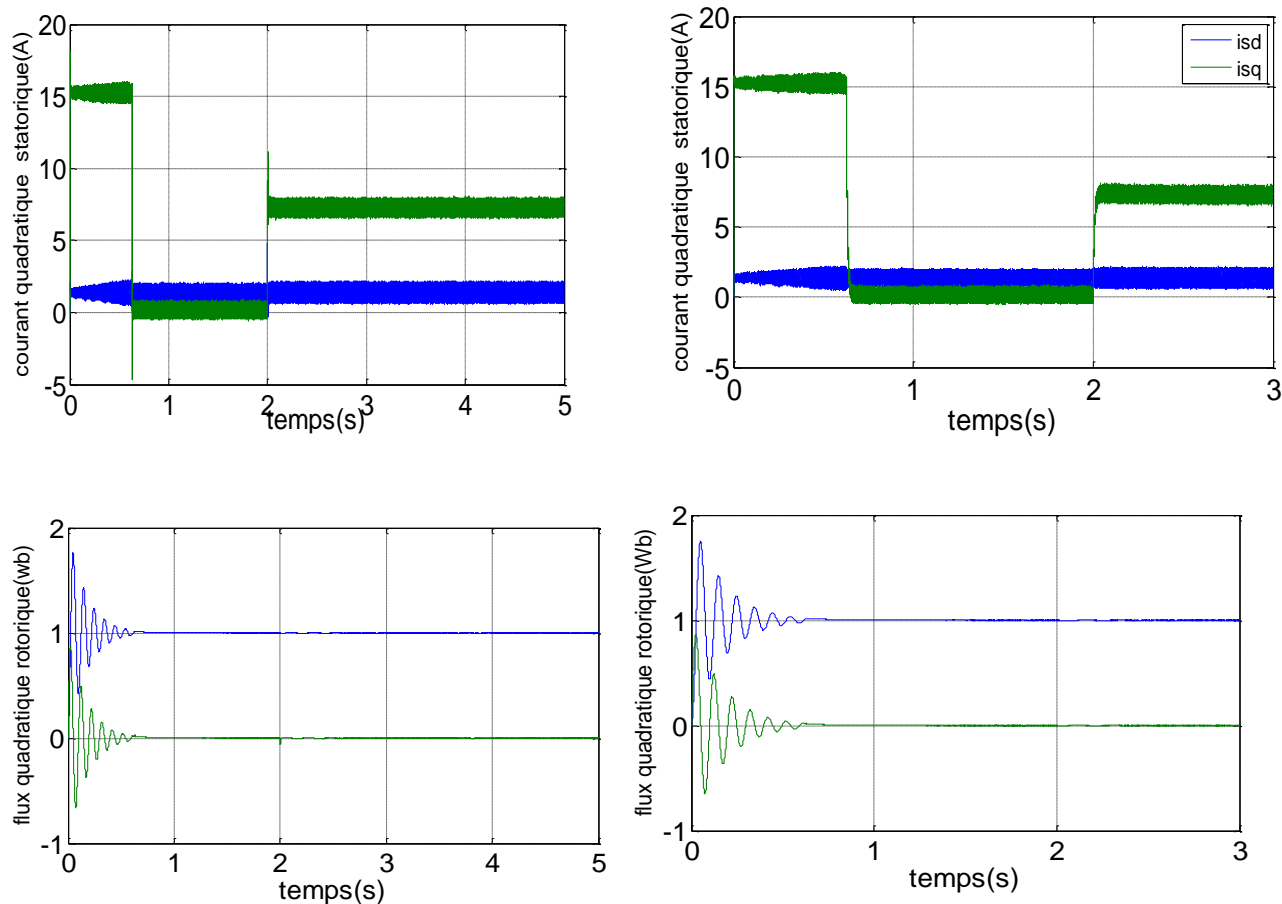 courant quadratique statorique(A)
20
15
10
5
0
-5
0 1 2 3 4 5
temps(s)
courant quadratique statorique(A)
20
15
10
5
0
-5
0 1 2 3
temps(s)
isd
isq
flux quadratique rotorique(wb)
2
1
0
-1
0 1 2 3 4 5
temps(s)
flux quadratique rotorique(Wb)
2
1
0
-1
0 1 2 3
temps(s)